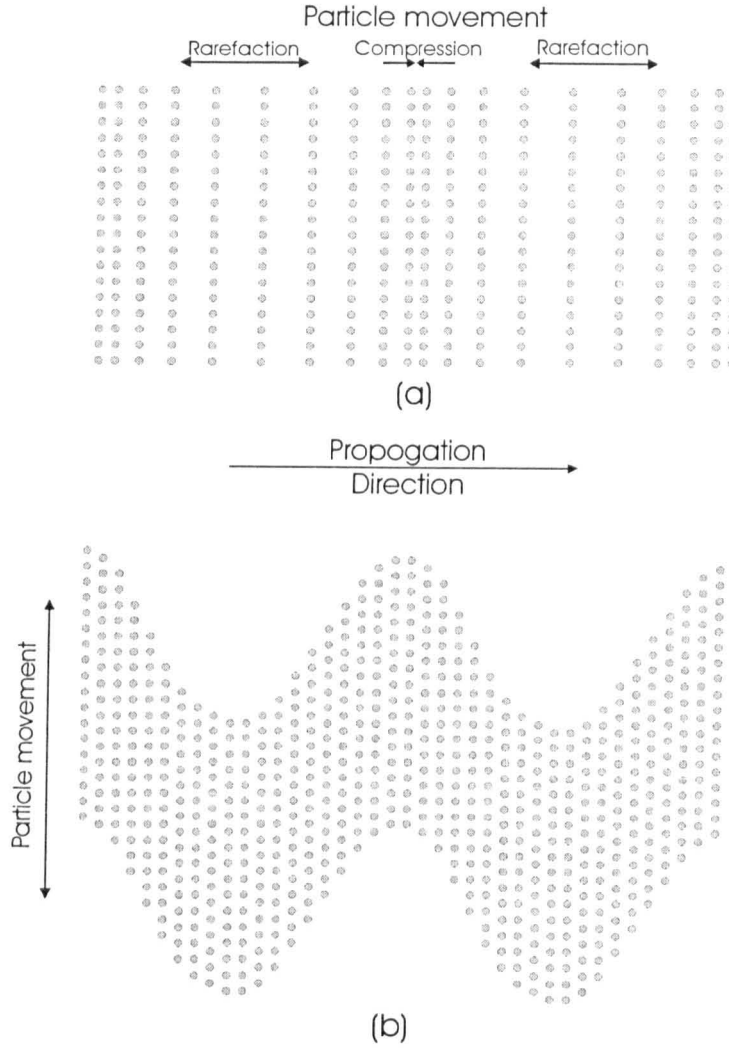 Particle movement
Rarefaction Compression Rarefaction
(a)
Propogation
Direction
Particle movement
(b)